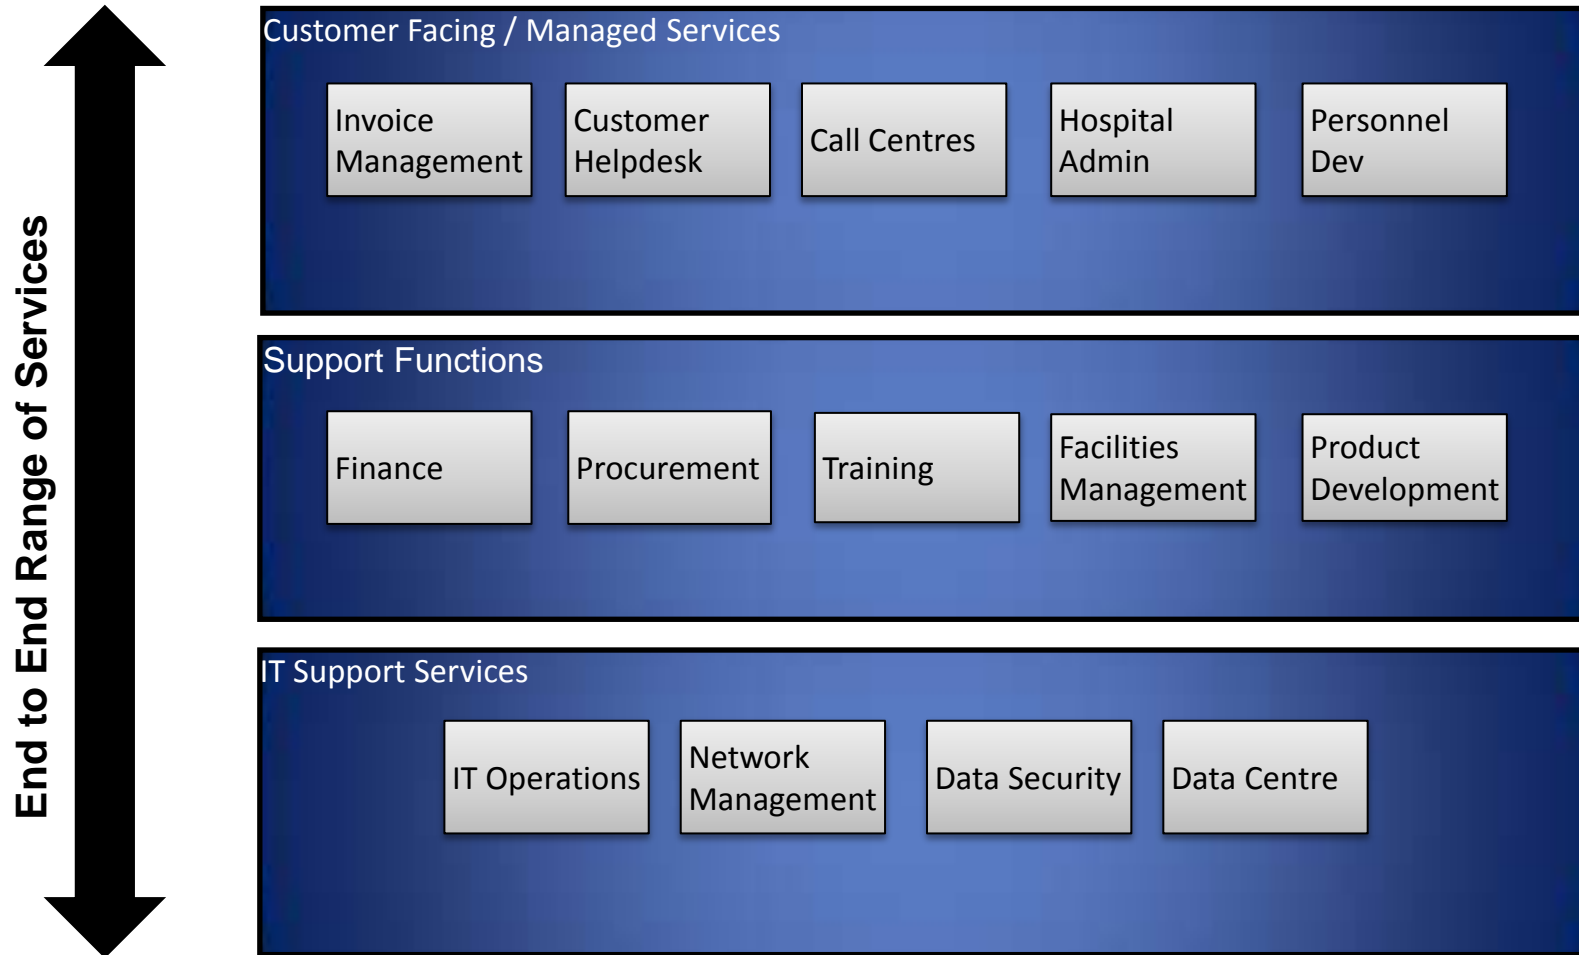 End to End Range of Services
Customer Facing / Managed Services
Invoice
Management
Customer
Helpdesk
Call Centres
Hospital
Admin
Personnel
Dev
Support Functions
Finance
Procurement
Training
Facilities
Management
Product
Development
IT Support Services
IT Operations
Network
Management
Data Security
Data Centre